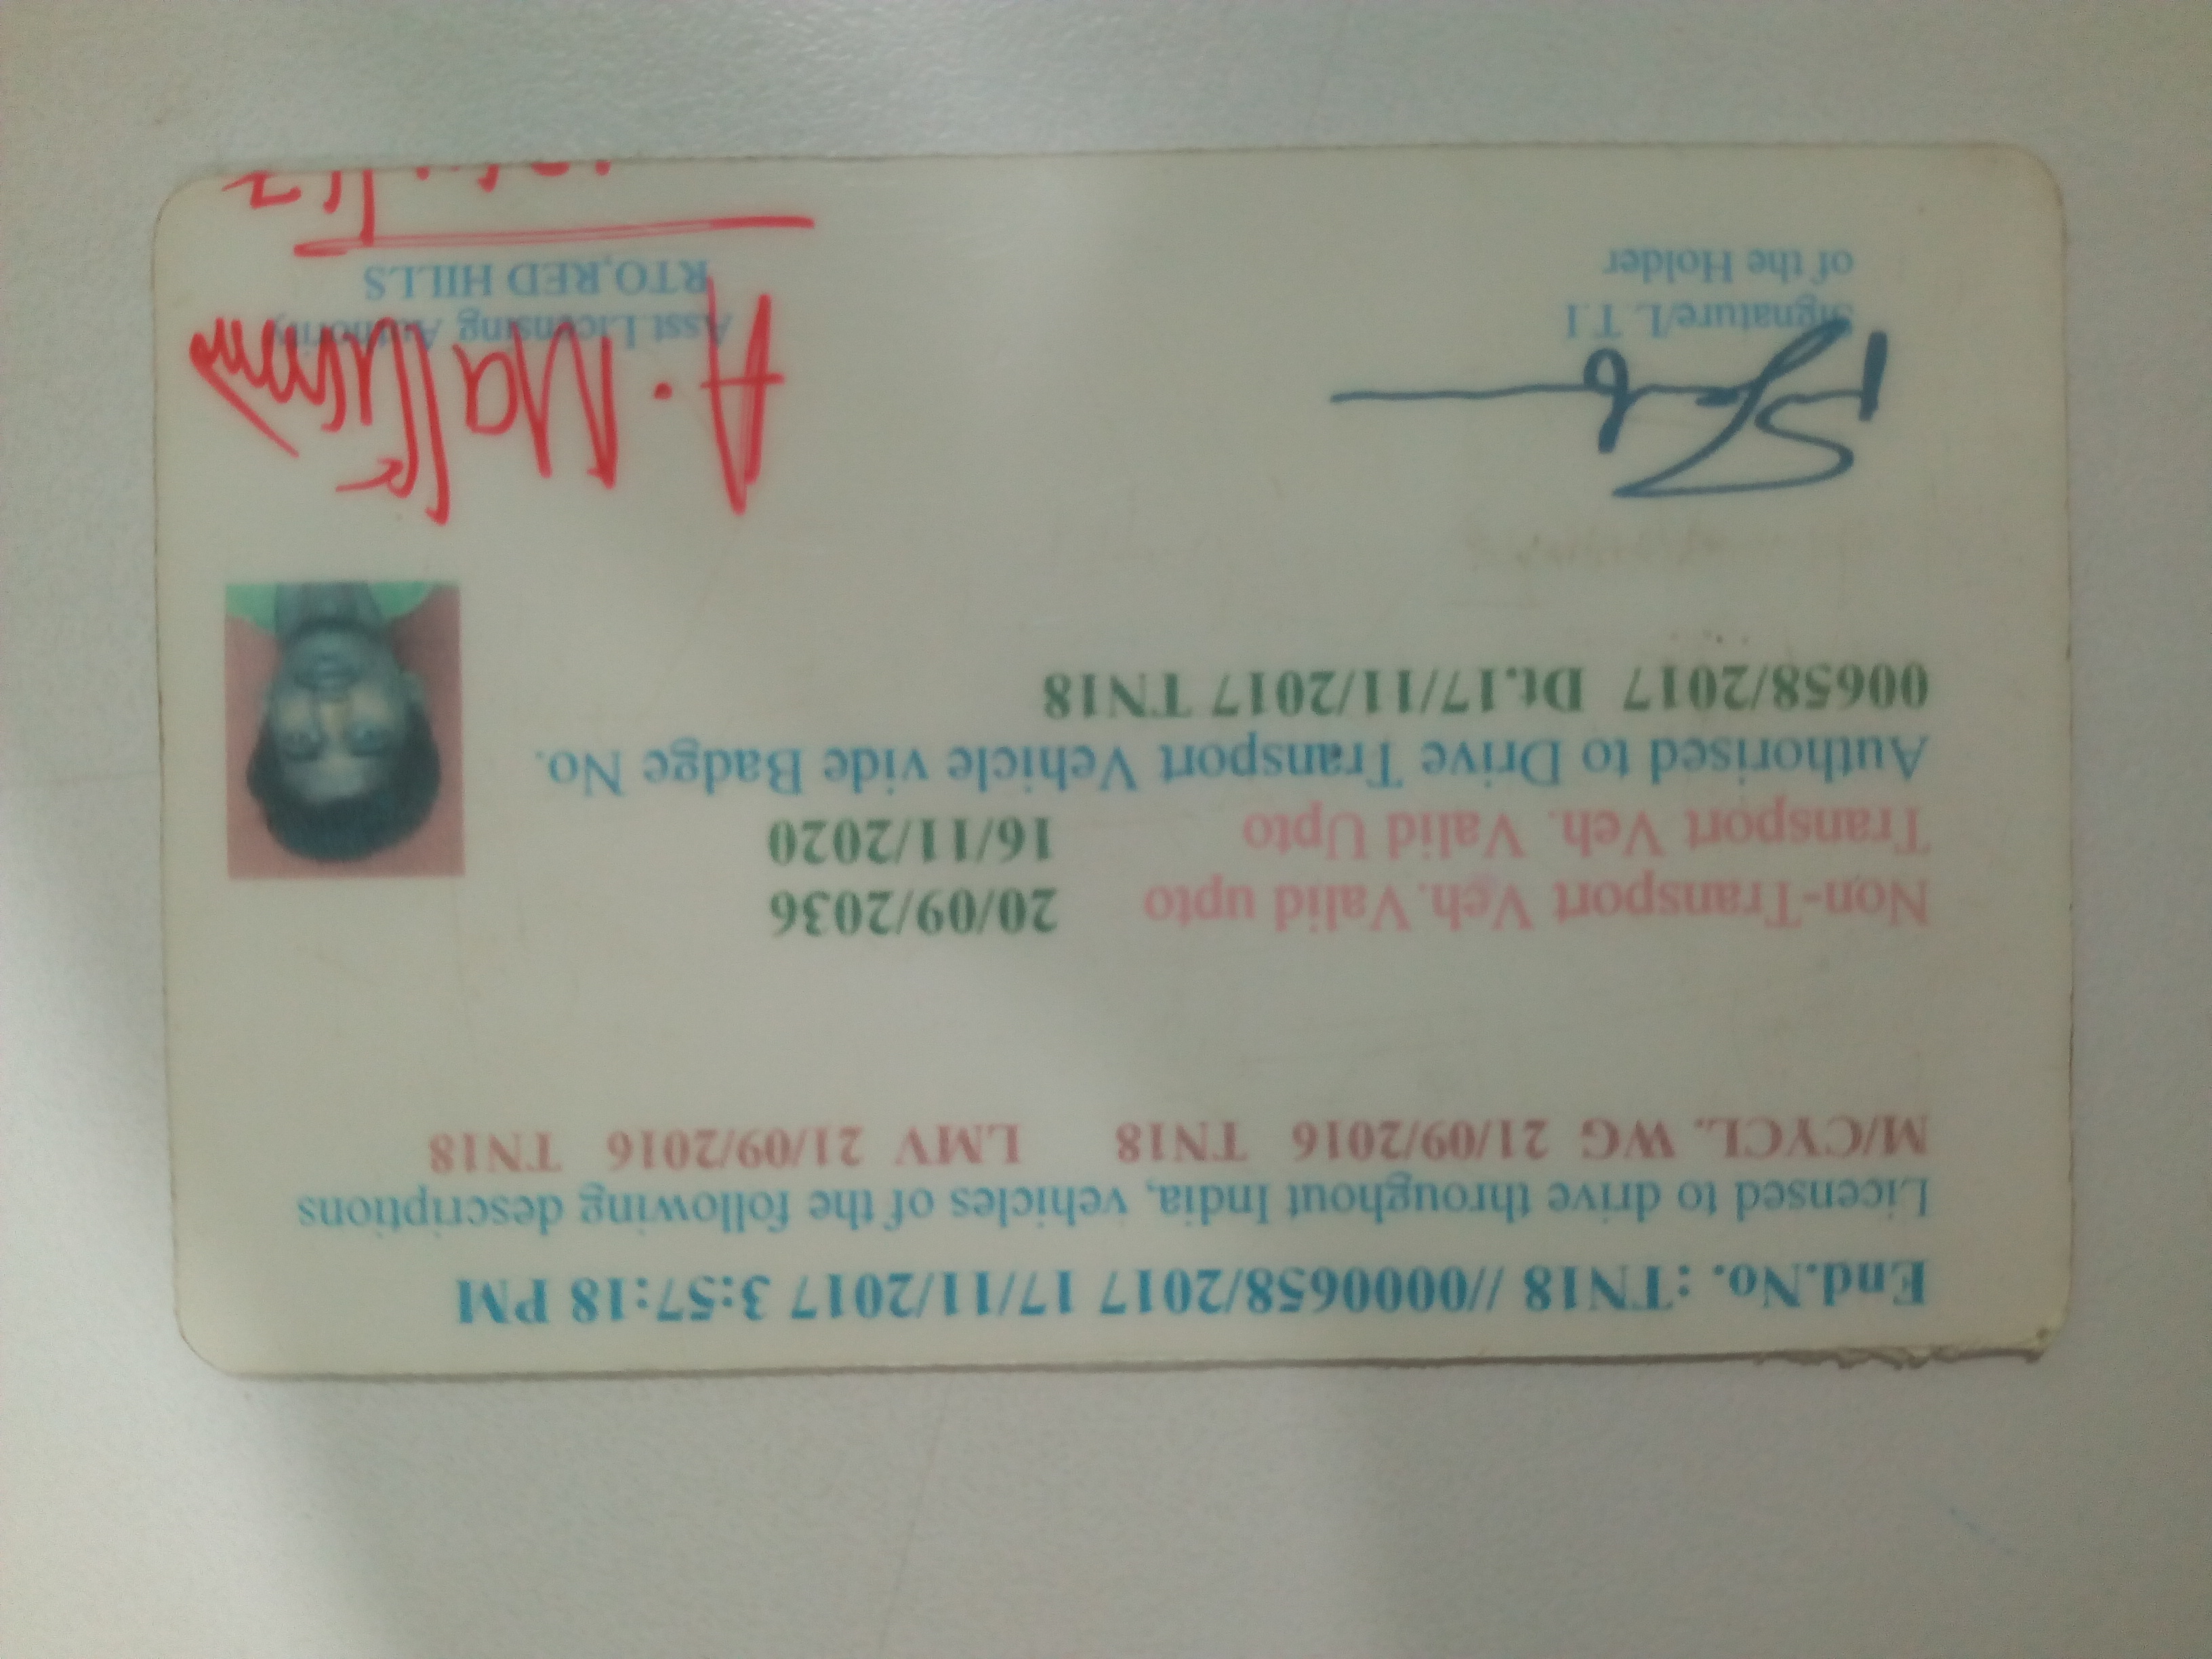 End.No. :TN18 //0000658/2017 17/11/2017 3:57:18 PM
Licensed to drive throughout India, vehicles of the following descriptions
M/CYCL. WG 21/09/2016 TN18 LMV 21/09/2016 TN18
Non-Transport Veh.Valid upto 20/09/2036
Transport Veh. Valid Upto 16/11/2020
Authorised to Drive Transport Vehicle vide Badge No.
00658/2017 Dt.17/11/2017 TN18
Signature/L.T.I
of the Holder
Asst.Licensing Authority
RTO,RED HILLS